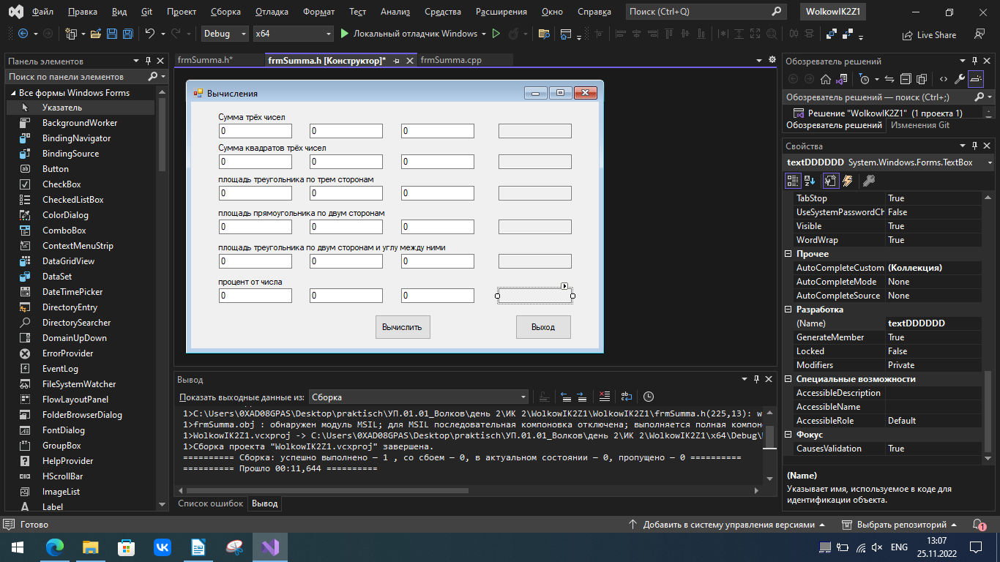 Файл Правка Вид Git Проект Сборка Отладка Формат Тест Анализ Средства Расширения Окно Справка Поиск (Ctrl+Q) WolkowIK2Z1
Debug x64 Локальный отладчик Windows Live Share
Панель элементов
Поиск по панели элементов
Все формы Windows Forms
Указатель
BackgroundWorker
BindingNavigator
BindingSource
Button
CheckBox
CheckedListBox
ColorDialog
ComboBox
ContextMenuStrip
DataGridView
DataSet
DateTimePicker
DirectoryEntry
DirectorySearcher
DomainUpDown
ErrorProvider
EventLog
FileSystemWatcher
FlowLayoutPanel
FolderBrowserDialog
FontDialog
GroupBox
HelpProvider
HScrollBar
ImageList
Label
frmSumma.h* frmSumma.h [Конструктор]* frmSumma.cpp
Вычисления
Сумма трёх чисел
0 0 0
Сумма квадратов трёх чисел
0 0 0
площадь треугольника по трем сторонам
0 0 0
площадь прямоугольника по двум сторонам
0 0 0
площадь треугольника по двум сторонам и углу между ними
0 0 0
процент от числа
0 0 0
Вычислить Выход
Вывод
Показать выходные данные из: Сборка
1>C:\Users\0XAD08GPAS\Desktop\praktisch\УП.01.01_Волков\день 2\ИК 2\WolkowIK2Z1\WolkowIK2Z1\frmSumma.h(225,13): w
1>frmSumma.obj : обнаружен модуль MSIL; для MSIL последовательная компоновка отключена; выполняется полная компон
1>WolkowIK2Z1.vcxproj -> C:\Users\0XAD08GPAS\Desktop\praktisch\УП.01.01_Волков\день 2\ИК 2\WolkowIK2Z1\x64\Debug\
1>Сборка проекта "WolkowIK2Z1.vcxproj" завершена.
========== Сборка: успешно выполнено – 1 , со сбоем – 0, в актуальном состоянии – 0, пропущено – 0 ==========
========== Прошло 00:11,644 ==========
Список ошибок Вывод
Обозреватель решений
Обозреватель решений — поиск (Ctrl+;)
Решение "WolkowIK2Z1" (1 проекта 1)
Обозреватель решений Изменения Git
Свойства
textDDDDDD System.Windows.Forms.TextBox
TabStop True
UseSystemPasswordCh False
Visible True
WordWrap True
Прочее
AutoCompleteCustom (Коллекция)
AutoCompleteMode None
AutoCompleteSource None
Разработка
(Name) textDDDDDD
GenerateMember True
Locked False
Modifiers Private
Специальные возможности
AccessibleDescription
AccessibleName
AccessibleRole Default
Фокус
CausesValidation True
(Name)
Указывает имя, используемое в коде для
идентификации объекта.
Готово Добавить в систему управления версиями Выбрать репозиторий 1
ENG 13:07
25.11.2022